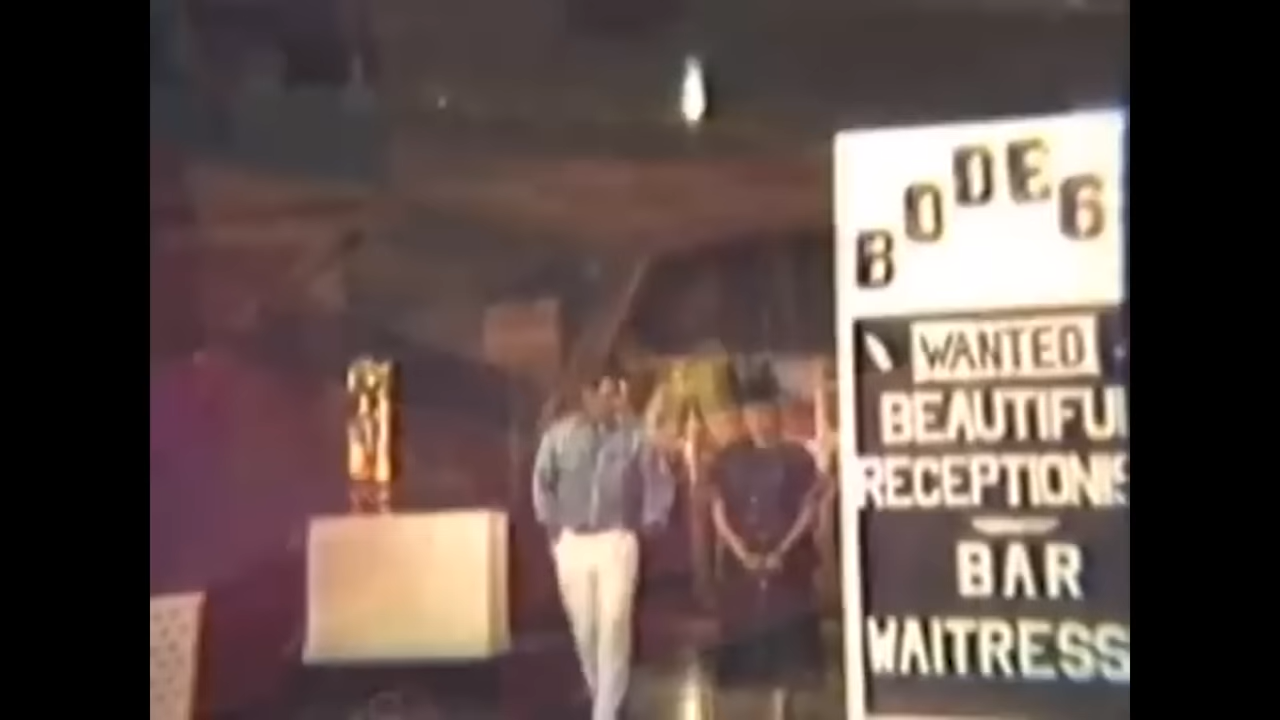 BODEG
WANTED
BEAUTIFU
RECEPTIONIS
BAR
WAITRESS